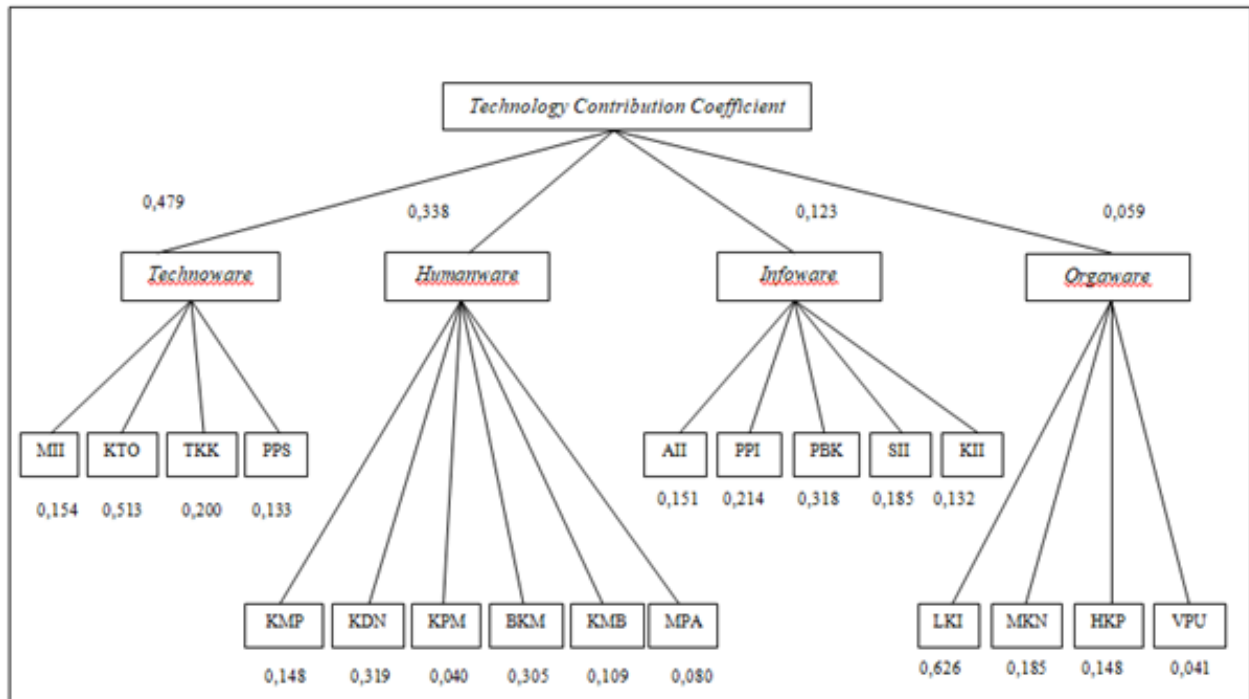 Technology Contribution Coefficient
0,479
0,338
0,123
0,059
Technoware
Humanware
Infoware
Orgaware
MII KTO TKK PPS
AII PPI PBK SII KII
0,154 0,513 0,200 0,133
0,151 0,214 0,318 0,185 0,132
KMP KDN KPM BKM KMB MPA
LKI MKN HKP VPU
0,148 0,319 0,040 0,305 0,109 0,080
0,626 0,185 0,148 0,041